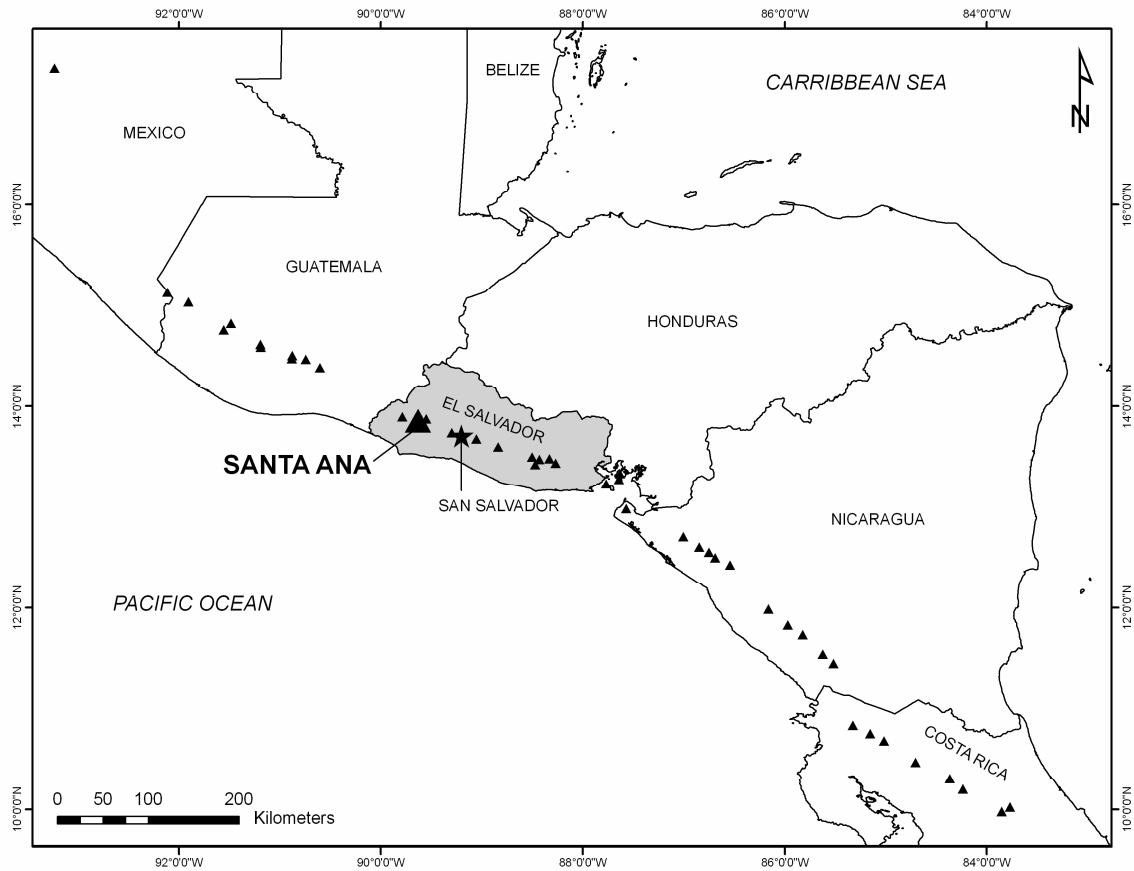 92°0'0"W 90°0'0"W 88°0'0"W 86°0'0"W 84°0'0"W
BELIZE
CARRIBBEAN SEA
N
MEXICO
16°0'0"N 16°0'0"N
GUATEMALA
HONDURAS
14°0'0"N 14°0'0"N
EL SALVADOR
SANTA ANA
SAN SALVADOR
NICARAGUA
PACIFIC OCEAN
12°0'0"N 12°0'0"N
COSTA RICA
0 50 100 200
Kilometers
10°0'0"N 10°0'0"N
92°0'0"W 90°0'0"W 88°0'0"W 86°0'0"W 84°0'0"W